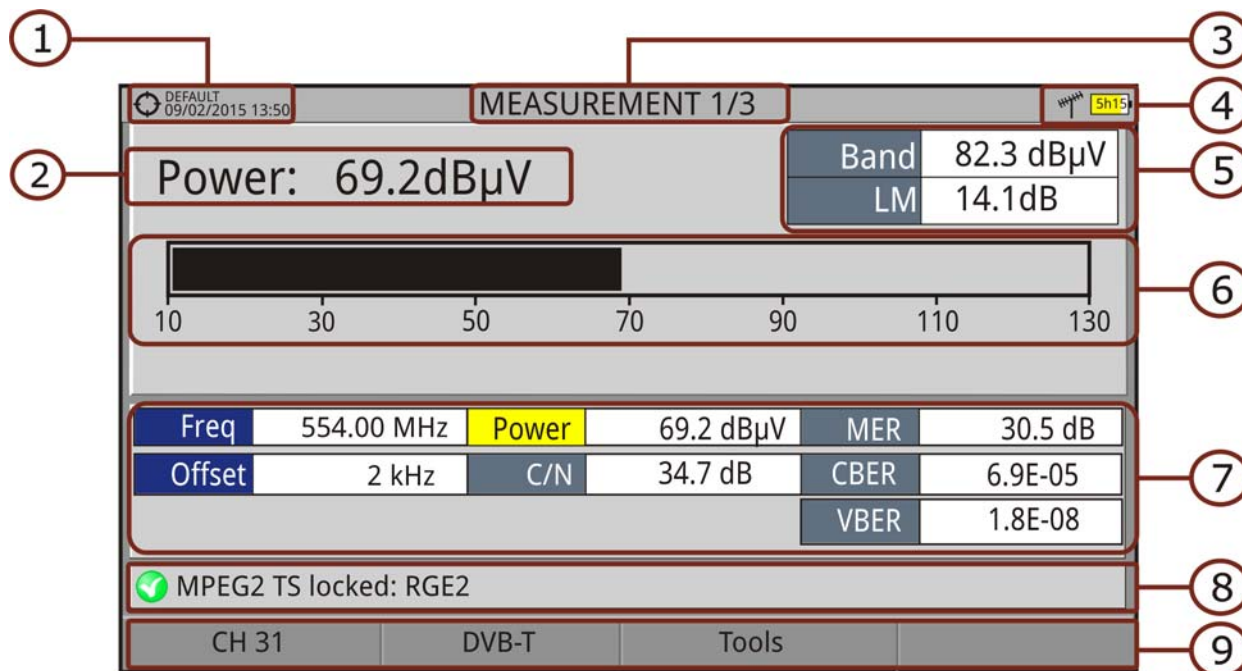 1
3
DEFAULT
09/02/2015 13:50
MEASUREMENT 1/3
5h15
4
2
Power: 69.2dBµV
Band 82.3 dBµV
LM 14.1dB
5
6
10 30 50 70 90 110 130
Freq 554.00 MHz Power 69.2 dBµV MER 30.5 dB
Offset 2 kHz C/N 34.7 dB CBER 6.9E-05
VBER 1.8E-08
7
MPEG2 TS locked: RGE2
8
CH 31 DVB-T Tools
9